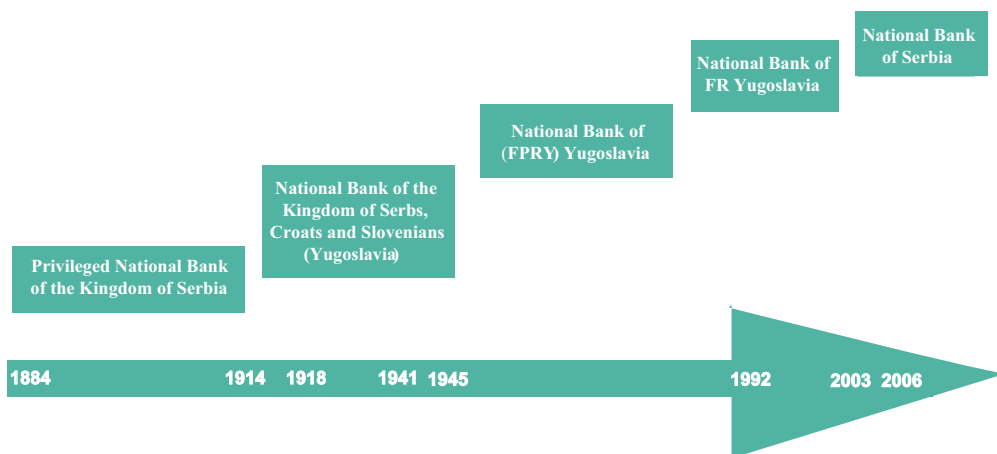 National Bank
of Serbia
National Bank of
FR Yugoslavia
National Bank of
(FPRY) Yugoslavia
National Bank of the
Kingdom of Serbs,
Croats and Slovenians
(Yugoslavia)
Privileged National Bank
of the Kingdom of Serbia
1884 1914 1918 1941 1945 1992 2003 2006